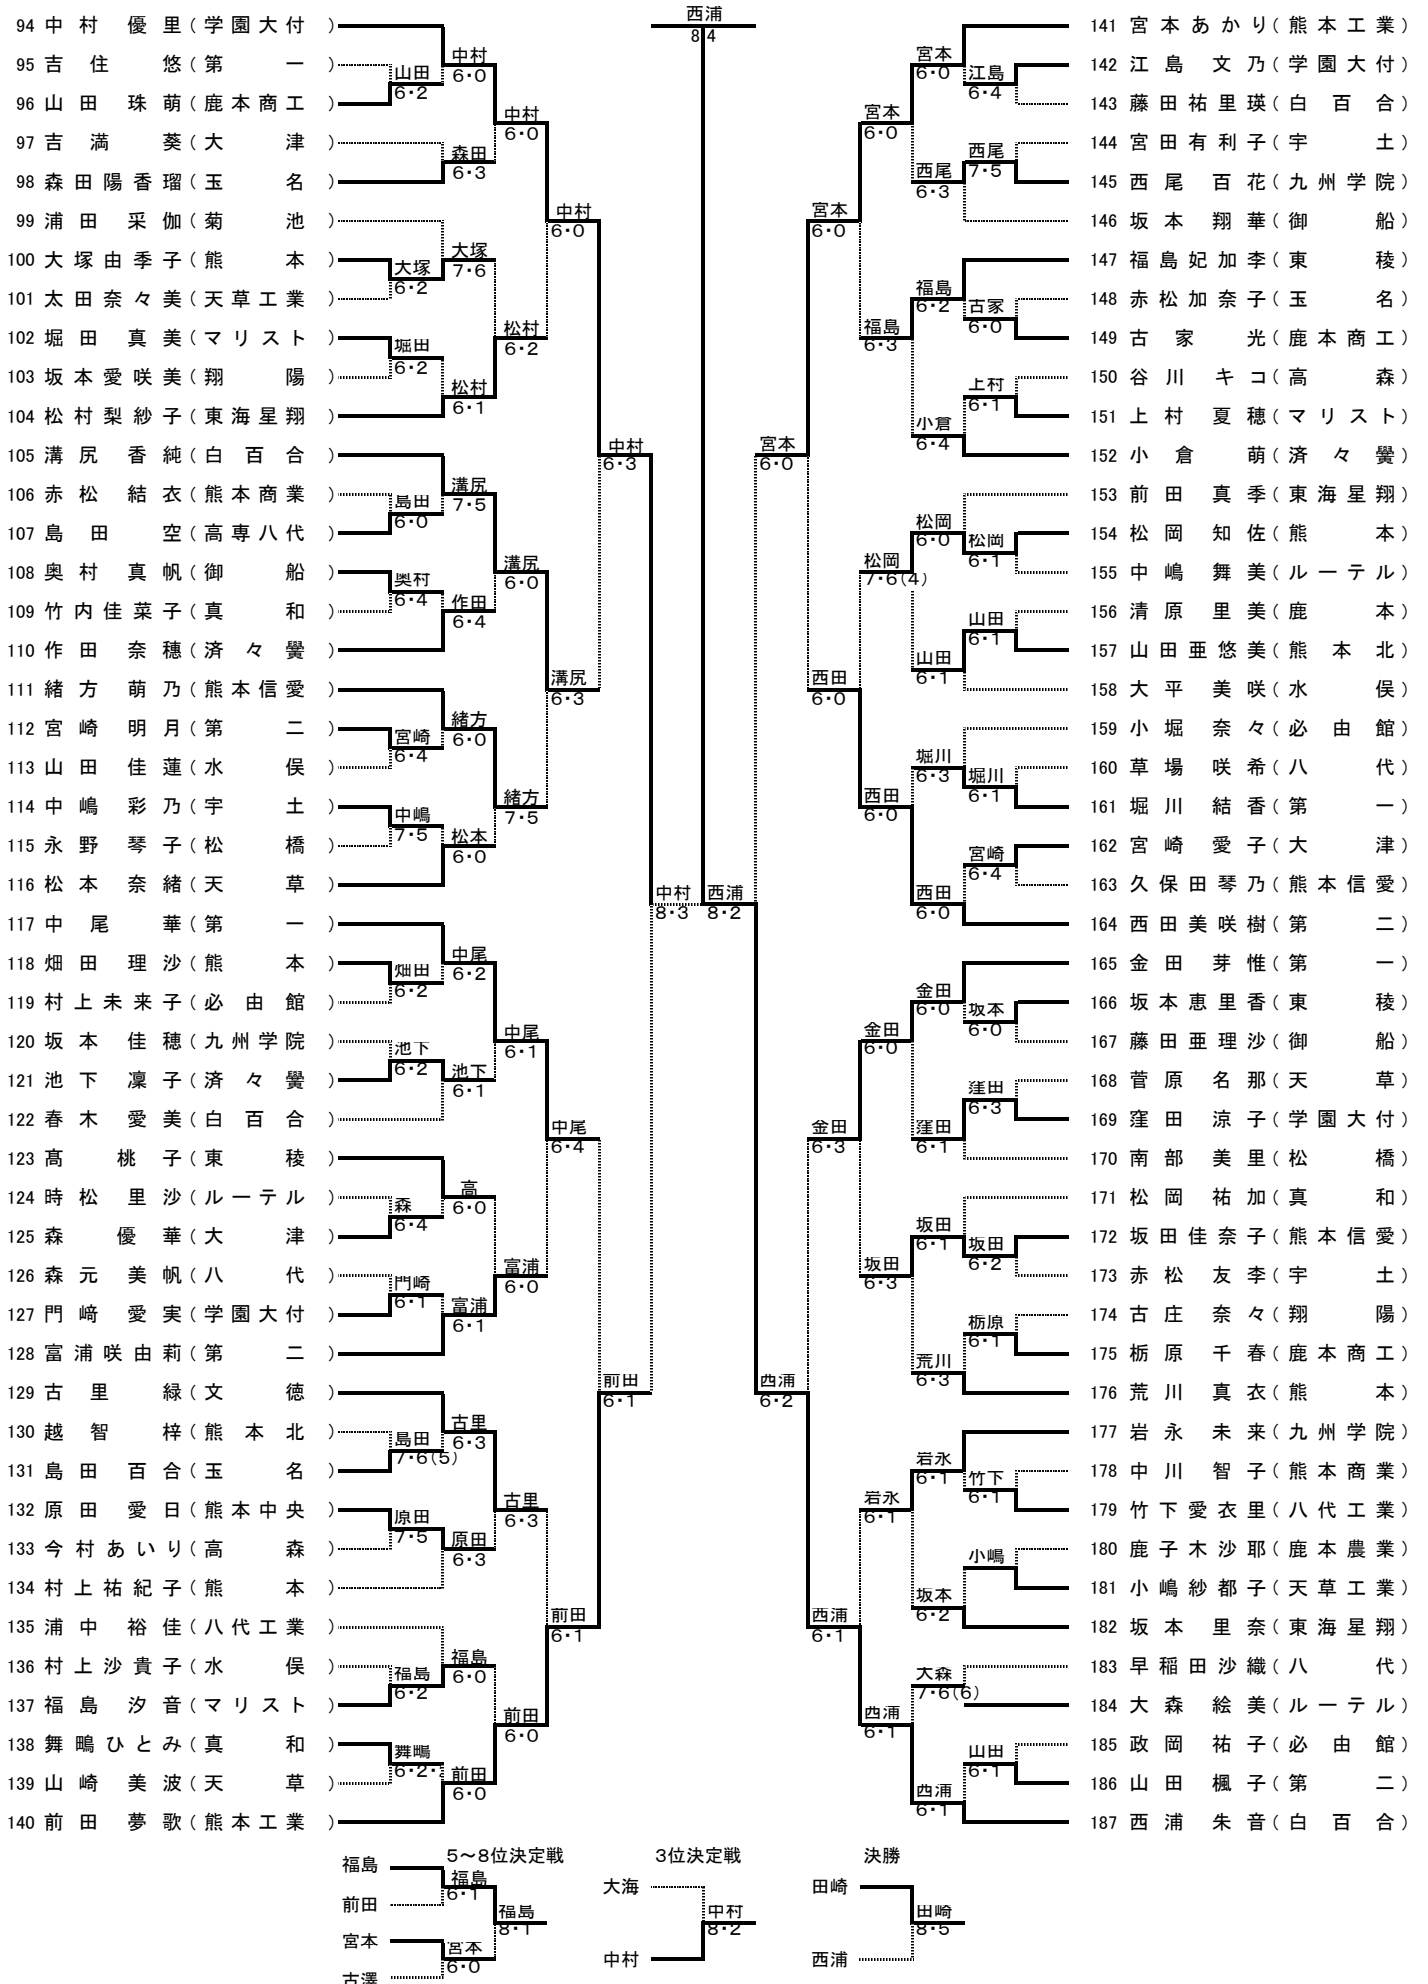 西浦
8 4
94 中村 優里(学園大付)
95 吉住 悠(第一)
96 山田 珠萌(鹿本商工)
97 吉満 葵(大津)
98 森田陽香瑠(玉名)
99 浦田 采伽(菊池)
100 大塚由季子(熊本)
101 太田奈々美(天草工業)
102 堀田 真美(マリスト)
103 坂本愛咲美(翔陽)
104 松村梨紗子(東海星翔)
105 溝尻 香純(白百合)
106 赤松 結衣(熊本商業)
107 島田 空(高専八代)
108 奥村 真帆(御船)
109 竹内佳菜子(真和)
110 作田 奈穂(済々黌)
111 緒方 萌乃(熊本信愛)
112 宮崎 明月(第二)
113 山田 佳蓮(水俣)
114 中嶋 彩乃(宇土)
115 永野 琴子(松橋)
116 松本 奈緒(天草)
117 中尾 華(第一)
118 畑田 理沙(熊本)
119 村上未来子(必由館)
120 坂本 佳穂(九州学院)
121 池下 凜子(済々黌)
122 春木 愛美(白百合)
123 髙 桃子(東稜)
124 時松 里沙(ルーテル)
125 森 優華(大津)
126 森元 美帆(八代)
127 門﨑 愛実(学園大付)
128 富浦咲由莉(第二)
129 古里 緑(文徳)
130 越智 梓(熊本北)
131 島田 百合(玉名)
132 原田 愛日(熊本中央)
133 今村あいり(高森)
134 村上祐紀子(熊本)
135 浦中 裕佳(八代工業)
136 村上沙貴子(水俣)
137 福島 汐音(マリスト)
138 舞鴫ひとみ(真和)
139 山崎 美波(天草)
140 前田 夢歌(熊本工業)
山田
6・2
大塚
6・2
堀田
6・2
島田
6・0
奥村
6・4
宮崎
6・4
中嶋
7・5
畑田
6・2
池下
6・2
森
6・4
門崎
6・1
島田
7・6(5)
原田
7・5
福島
6・2
舞鴫
6・2・
中村
6・0
森田
6・3
大塚
7・6
松村
6・1
溝尻
7・5
作田
6・4
緒方
6・0
松本
6・0
中尾
6・2
池下
6・1
高
6・0
富浦
6・1
古里
6・3
原田
6・3
福島
6・0
前田
6・0
中村
6・0
松村
6・2
溝尻
6・0
緒方
7・5
中尾
6・1
富浦
6・0
古里
6・3
前田
6・0
中村
6・0
溝尻
6・3
中尾
6・4
前田
6・1
中村
6・3
前田
6・1
中村
8・3
西浦
8・2
宮本
6・0
西浦
6・2
宮本
6・0
西田
6・0
金田
6・3
西浦
6・1
宮本
6・0
福島
6・3
松岡
7・6(4)
西田
6・0
金田
6・0
坂田
6・3
岩永
6・1
西浦
6・1
宮本
6・0
西尾
6・3
福島
6・2
小倉
6・4
松岡
6・0
山田
6・1
堀川
6・3
西田
6・0
金田
6・0
窪田
6・1
坂田
6・1
荒川
6・3
岩永
6・1
坂本
6・2
大森
7・6(6)
西浦
6・1
江島
6・4
西尾
7・5
古家
6・0
上村
6・1
松岡
6・1
山田
6・1
堀川
6・1
宮崎
6・4
坂本
6・0
窪田
6・3
坂田
6・2
栃原
6・1
竹下
6・1
小嶋
山田
6・1
141 宮本あかり(熊本工業)
142 江島 文乃(学園大付)
143 藤田祐里瑛(白百合)
144 宮田有利子(宇土)
145 西尾 百花(九州学院)
146 坂本 翔華(御船)
147 福島妃加李(東稜)
148 赤松加奈子(玉名)
149 古家 光(鹿本商工)
150 谷川 キコ(高森)
151 上村 夏穂(マリスト)
152 小倉 萌(済々黌)
153 前田 真季(東海星翔)
154 松岡 知佐(熊本)
155 中嶋 舞美(ルーテル)
156 清原 里美(鹿本)
157 山田亜悠美(熊本北)
158 大平 美咲(水俣)
159 小堀 奈々(必由館)
160 草場 咲希(八代)
161 堀川 結香(第一)
162 宮崎 愛子(大津)
163 久保田琴乃(熊本信愛)
164 西田美咲樹(第二)
165 金田 芽惟(第一)
166 坂本恵里香(東稜)
167 藤田亜理沙(御船)
168 菅原 名那(天草)
169 窪田 涼子(学園大付)
170 南部 美里(松橋)
171 松岡 祐加(真和)
172 坂田佳奈子(熊本信愛)
173 赤松 友李(宇土)
174 古庄 奈々(翔陽)
175 栃原 千春(鹿本商工)
176 荒川 真衣(熊本)
177 岩永 未来(九州学院)
178 中川 智子(熊本商業)
179 竹下愛衣里(八代工業)
180 鹿子木沙耶(鹿本農業)
181 小嶋紗都子(天草工業)
182 坂本 里奈(東海星翔)
183 早稲田沙織(八代)
184 大森 絵美(ルーテル)
185 政岡 祐子(必由館)
186 山田 楓子(第二)
187 西浦 朱音(白百合)
5～8位決定戦
福島
前田
宮本
古澤
福島
6・1
宮本
6・0
福島
8・1
3位決定戦
大海
中村
中村
8・2
決勝
田崎
西浦
田崎
8・5